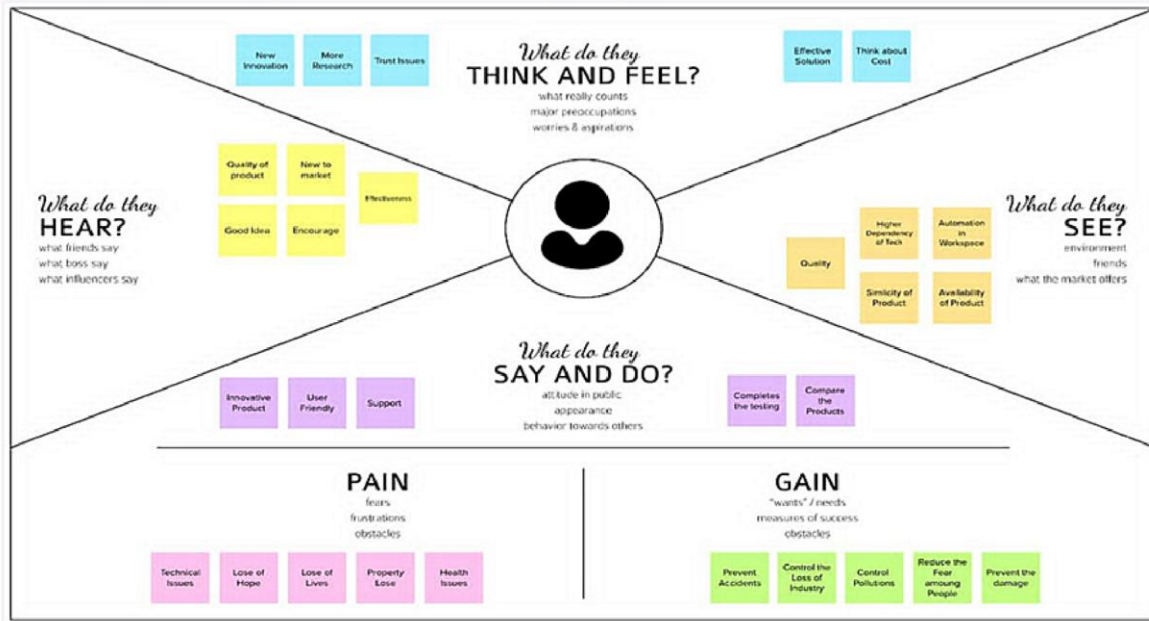 What do they
THINK AND FEEL?
what really counts
major preoccupations
worries & aspirations
New
Innovation
More
Research
Trust Issues
Effective
Solution
Think about
Cost
What do they
HEAR?
what friends say
what boss say
what influencers say
Quality of
product
New to
market
Effectiveness
Good Idea
Encourage
What do they
SEE?
environment
friends
what the market offers
Higher
Dependency
of Tech
Automation
in
Workspace
Quality
Simlicity of
Product
Availability
of Product
What do they
SAY AND DO?
attitude in public
appearance
behavior towards others
Innovative
Product
User
Friendly
Support
Completes
the testing
Compare
the
Products
PAIN
fears
frustrations
obstacles
Technical
Issues
Lose of
Hope
Lose of
Lives
Property
Lose
Health
Issues
GAIN
"wants" / needs
measures of success
obstacles
Prevent
Accidents
Control the
Loss of
Industry
Control
Pollutions
Reduce the
Fear
amoung
People
Prevent the
damage